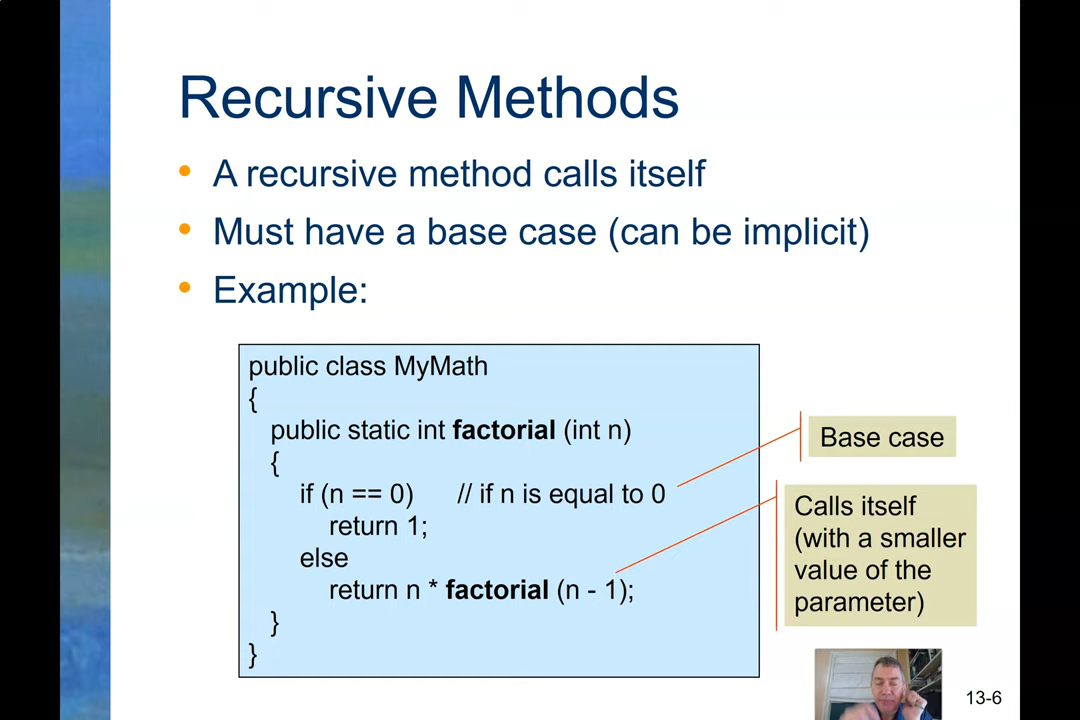 Recursive Methods
• A recursive method calls itself
• Must have a base case (can be implicit)
• Example:
public class MyMath
{
public static int factorial (int n)
{
if (n == 0) // if n is equal to 0
return 1;
else
return n * factorial (n - 1);
}
}
Base case
Calls itself
(with a smaller
value of the
parameter)
13-6